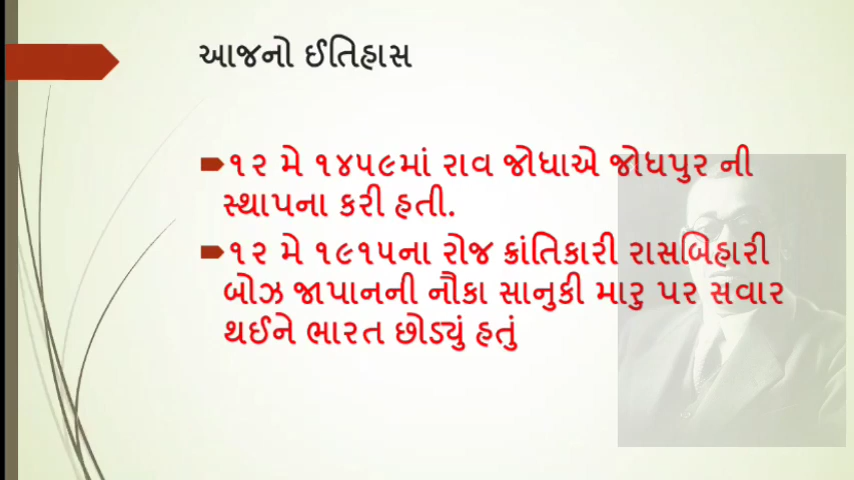 આજનો ઈતિહાસ
૧૨ મે ૧૪૫૯માં રાવ જોધાએ જોધપુર ની
સ્થાપના કરી હતી.
૧૨ મે ૧૯૧૫ના રોજ ક્રાંતિકારી રાસબિહારી
બોઝ જાપાનની નૌકા સાનુકી મારુ પર સવાર
થઈને ભારત છોડ્યું હતું